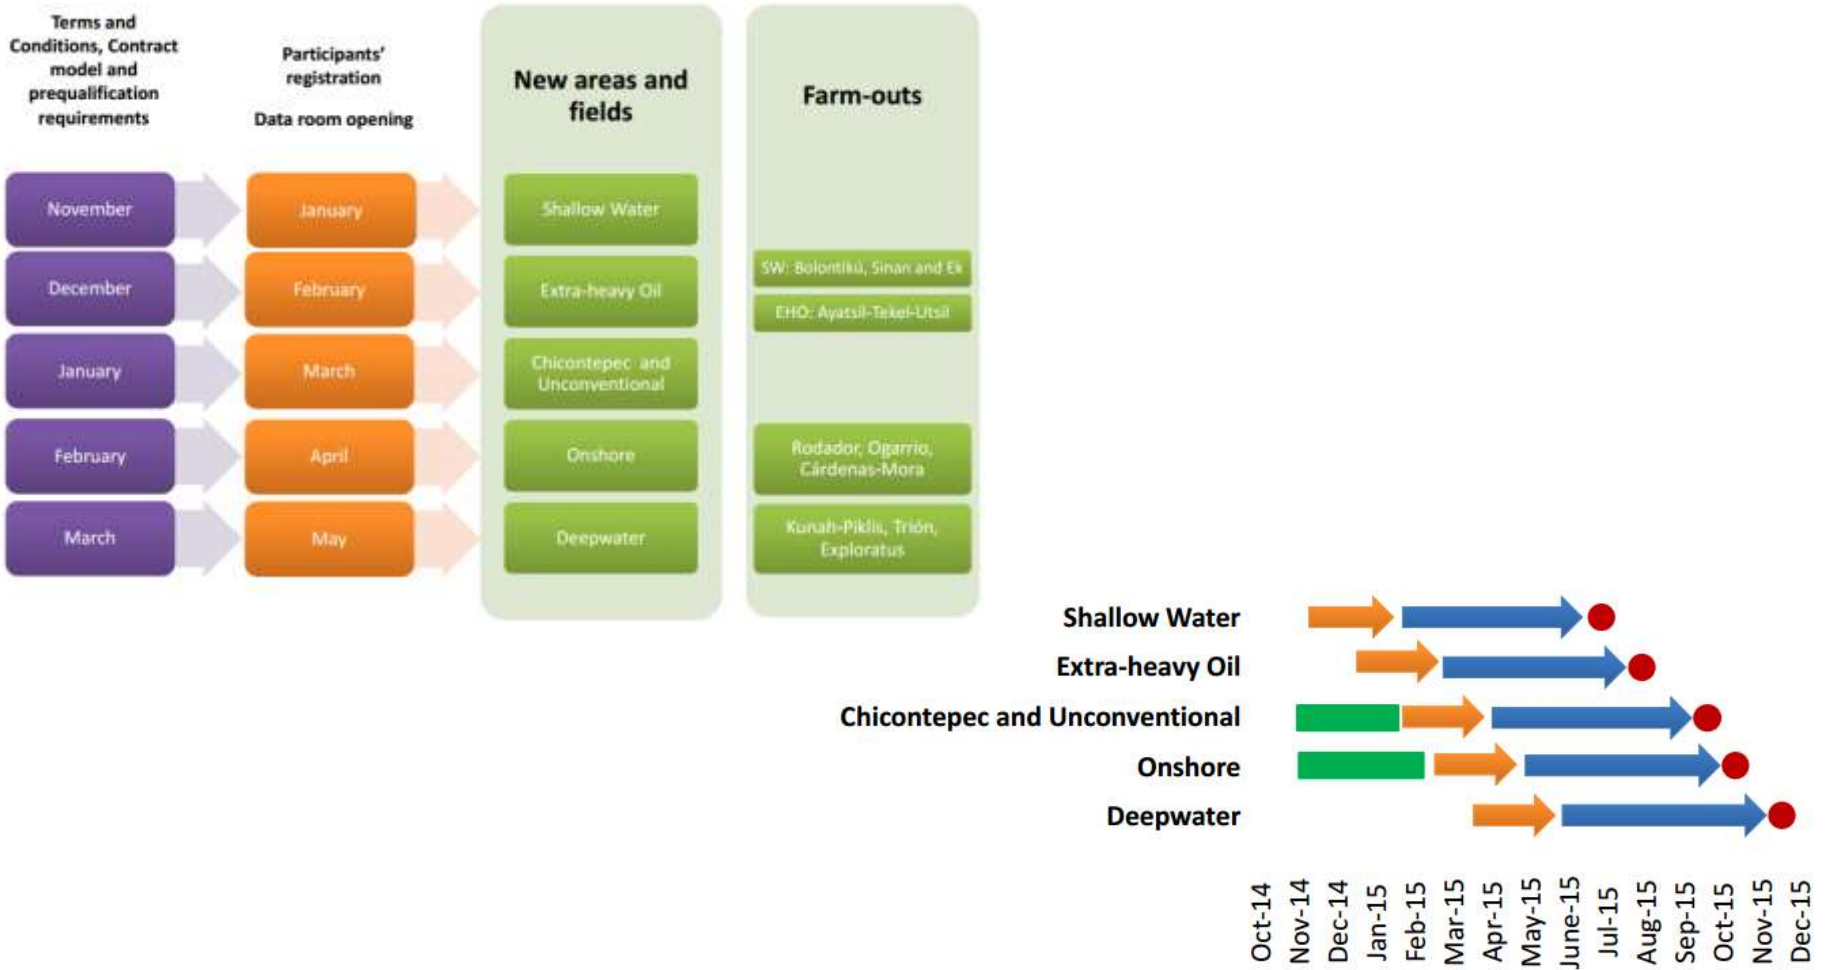 Terms and
Conditions, Contract
model and
prequalification
requirements
Participants'
registration
Data room opening
New areas and
fields
Farm-outs
November
January
Shallow Water
December
February
Extra-heavy Oil
SW: Bolontikú, Sinan and Ek
EHO: Ayatsil-Tekel-Utsil
January
March
Chicontepec and
Unconventional
February
April
Onshore
Rodador, Ogarrio,
Cárdenas-Mora
March
May
Deepwater
Kunah-Piklis, Trión,
Exploratus
Shallow Water
Extra-heavy Oil
Chicontepec and Unconventional
Onshore
Deepwater
Oct-14
Nov-14
Dec-14
Jan-15
Feb-15
Mar-15
Apr-15
May-15
June-15
Jul-15
Aug-15
Sep-15
Oct-15
Nov-15
Dec-15